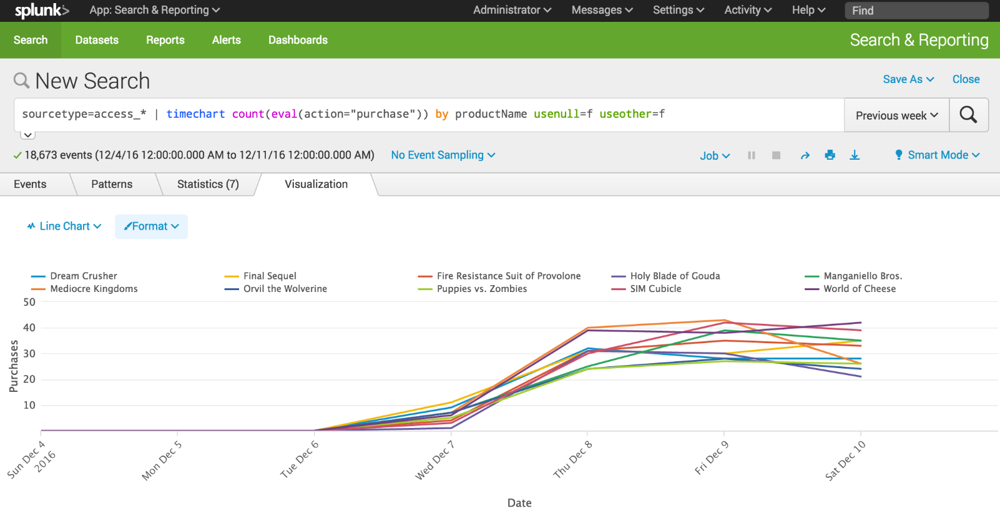 splunk> App: Search & Reporting Administrator Messages Settings Activity Help Find
Search Datasets Reports Alerts Dashboards Search & Reporting
New Search Save As Close
sourcetype=access_* | timechart count(eval(action="purchase")) by productName usenull=f useother=f Previous week
18,673 events (12/4/16 12:00:00.000 AM to 12/11/16 12:00:00.000 AM) No Event Sampling Job Smart Mode
Events Patterns Statistics (7) Visualization
Line Chart Format
Dream Crusher Final Sequel Fire Resistance Suit of Provolone Holy Blade of Gouda Manganiello Bros.
Mediocre Kingdoms Orvil the Wolverine Puppies vs. Zombies SIM Cubicle World of Cheese
50
40
30
20
10
Purchases
Sun Dec 4
2016
Mon Dec 5
Tue Dec 6
Wed Dec 7
Thu Dec 8
Fri Dec 9
Sat Dec 10
Date